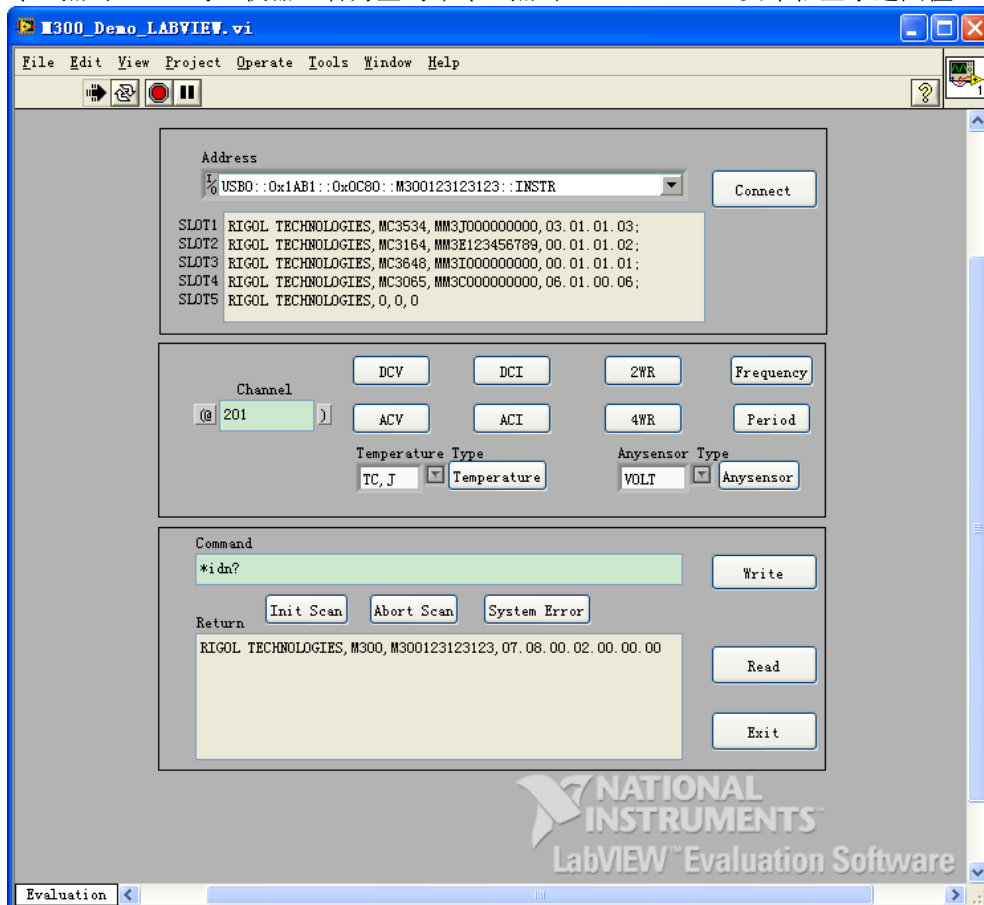 M300_Demo_LABVIEW.vi
File Edit View Project Operate Tools Window Help
1
Address
I/O USB0::0x1AB1::0x0C80::M300123123123::INSTR
Connect
SLOT1 RIGOL TECHNOLOGIES,MC3534,MM3J000000000,03.01.01.03;
SLOT2 RIGOL TECHNOLOGIES,MC3164,MM3E123456789,00.01.01.02;
SLOT3 RIGOL TECHNOLOGIES,MC3648,MM3I000000000,00.01.01.01;
SLOT4 RIGOL TECHNOLOGIES,MC3065,MM3C000000000,06.01.00.06;
SLOT5 RIGOL TECHNOLOGIES,0,0,0
DCV DCI 2WR Frequency
Channel
(@ 201 )
ACV ACI 4WR Period
Temperature Type Anysensor Type
TC,J Temperature VOLT Anysensor
Command
*idn?
Write
Init Scan Abort Scan System Error
Return
RIGOL TECHNOLOGIES,M300,M300123123123,07.08.00.02.00.00.00
Read
Exit
NATIONAL
INSTRUMENTS™
LabVIEW™ Evaluation Software
Evaluation